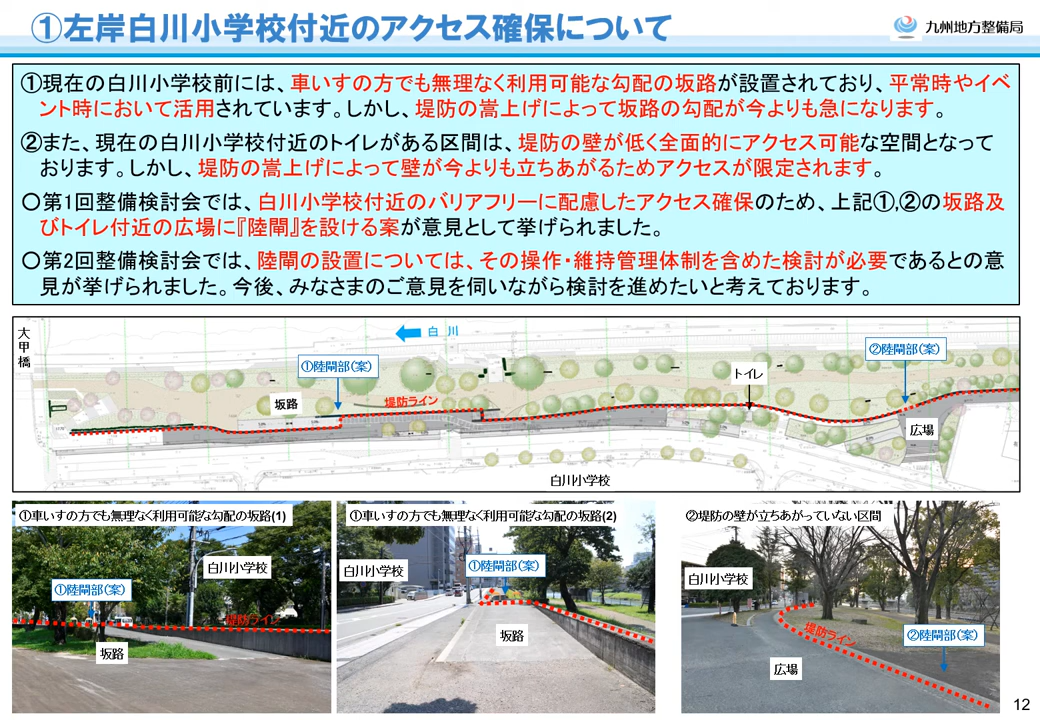 ①左岸白川小学校付近のアクセス確保について
九州地方整備局
①現在の白川小学校前には、車いすの方でも無理なく利用可能な勾配の坂路が設置されており、平常時やイベ
ント時において活用されています。しかし、堤防の嵩上げによって坂路の勾配が今よりも急になります。
②また、現在の白川小学校付近のトイレがある区間は、堤防の壁が低く全面的にアクセス可能な空間となって
おります。しかし、堤防の嵩上げによって壁が今よりも立ちあがるためアクセスが限定されます。
○第1回整備検討会では、白川小学校付近のバリアフリーに配慮したアクセス確保のため、上記①,②の坂路及
びトイレ付近の広場に『陸閘』を設ける案が意見として挙げられました。
○第2回整備検討会では、陸閘の設置については、その操作・維持管理体制を含めた検討が必要であるとの意
見が挙げられました。今後、みなさまのご意見を伺いながら検討を進めたいと考えております。
大甲橋
白川
①陸閘部(案)
②陸閘部(案)
トイレ
坂路
堤防ライン
広場
白川小学校
①車いすの方でも無理なく利用可能な勾配の坂路(1)
白川小学校
①陸閘部(案)
堤防ライン
坂路
①車いすの方でも無理なく利用可能な勾配の坂路(2)
白川小学校
①陸閘部(案)
坂路
②堤防の壁が立ちあがっていない区間
白川小学校
堤防ライン
②陸閘部(案)
広場
12